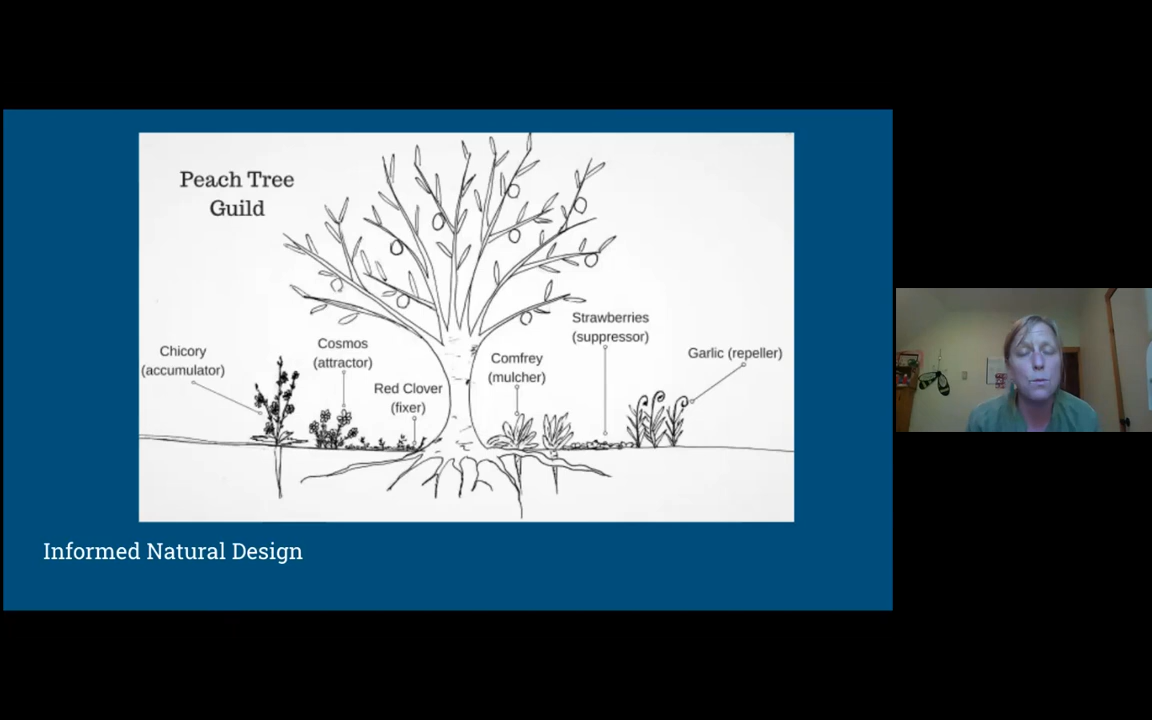 Peach Tree
Guild
Chicory
(accumulator)
Cosmos
(attractor)
Red Clover
(fixer)
Comfrey
(mulcher)
Strawberries
(suppressor)
Garlic (repeller)
Informed Natural Design